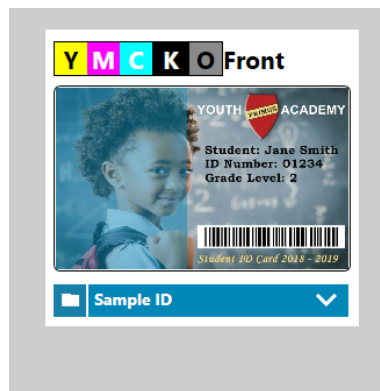 Y M C K O Front
YOUTH PRIMUS ACADEMY
Student: Jane Smith
ID Number: 01234
Grade Level: 2
Student ID Card 2018 - 2019
Sample ID